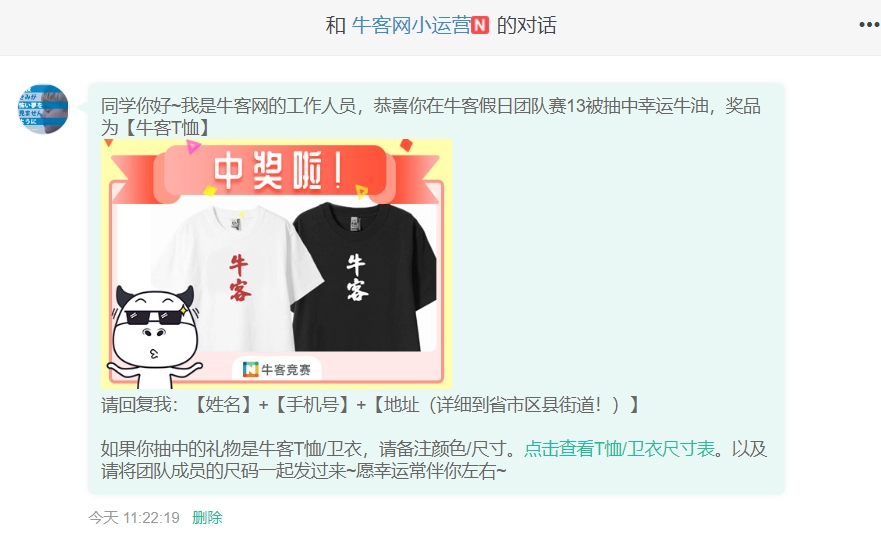 和 牛客网小运营N 的对话
•••
同学你好~我是牛客网的工作人员，恭喜你在牛客假日团队赛13被抽中幸运牛油，奖品
为【牛客T恤】
中奖啦！
牛客
牛客
N牛客竞赛
请回复我：【姓名】+【手机号】+【地址（详细到省市区县街道！）】
如果你抽中的礼物是牛客T恤/卫衣，请备注颜色/尺寸。点击查看T恤/卫衣尺寸表。以及
请将团队成员的尺码一起发过来~愿幸运常伴你左右~
今天 11:22:19 删除